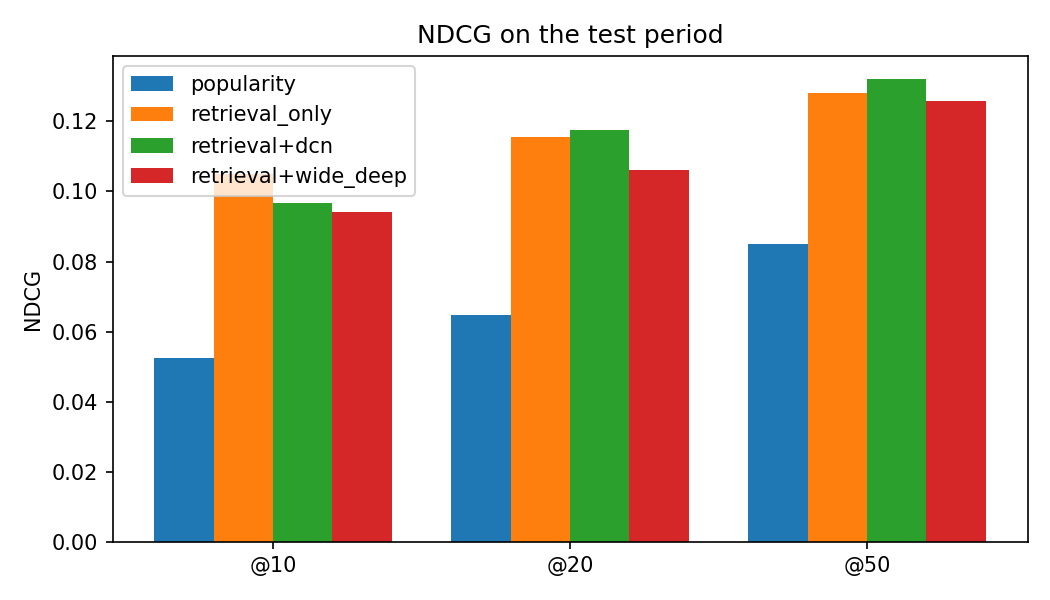 NDCG on the test period
popularity
retrieval_only
retrieval+dcn
retrieval+wide_deep
NDCG
0.12
0.10
0.08
0.06
0.04
0.02
0.00
@10
@20
@50